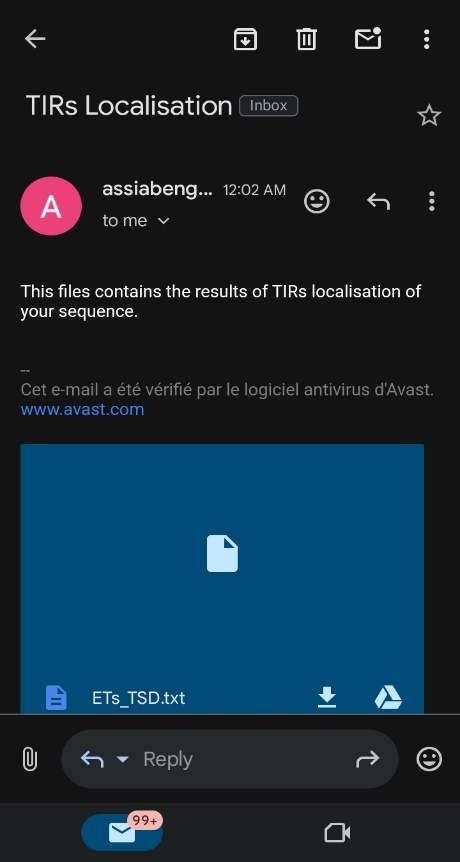 TIRs Localisation Inbox
A
assiabeng... 12:02 AM
to me
This files contains the results of TIRs localisation of
your sequence.
--
Cet e-mail a été vérifié par le logiciel antivirus d'Avast.
www.avast.com
ETs_TSD.txt
Reply
99+